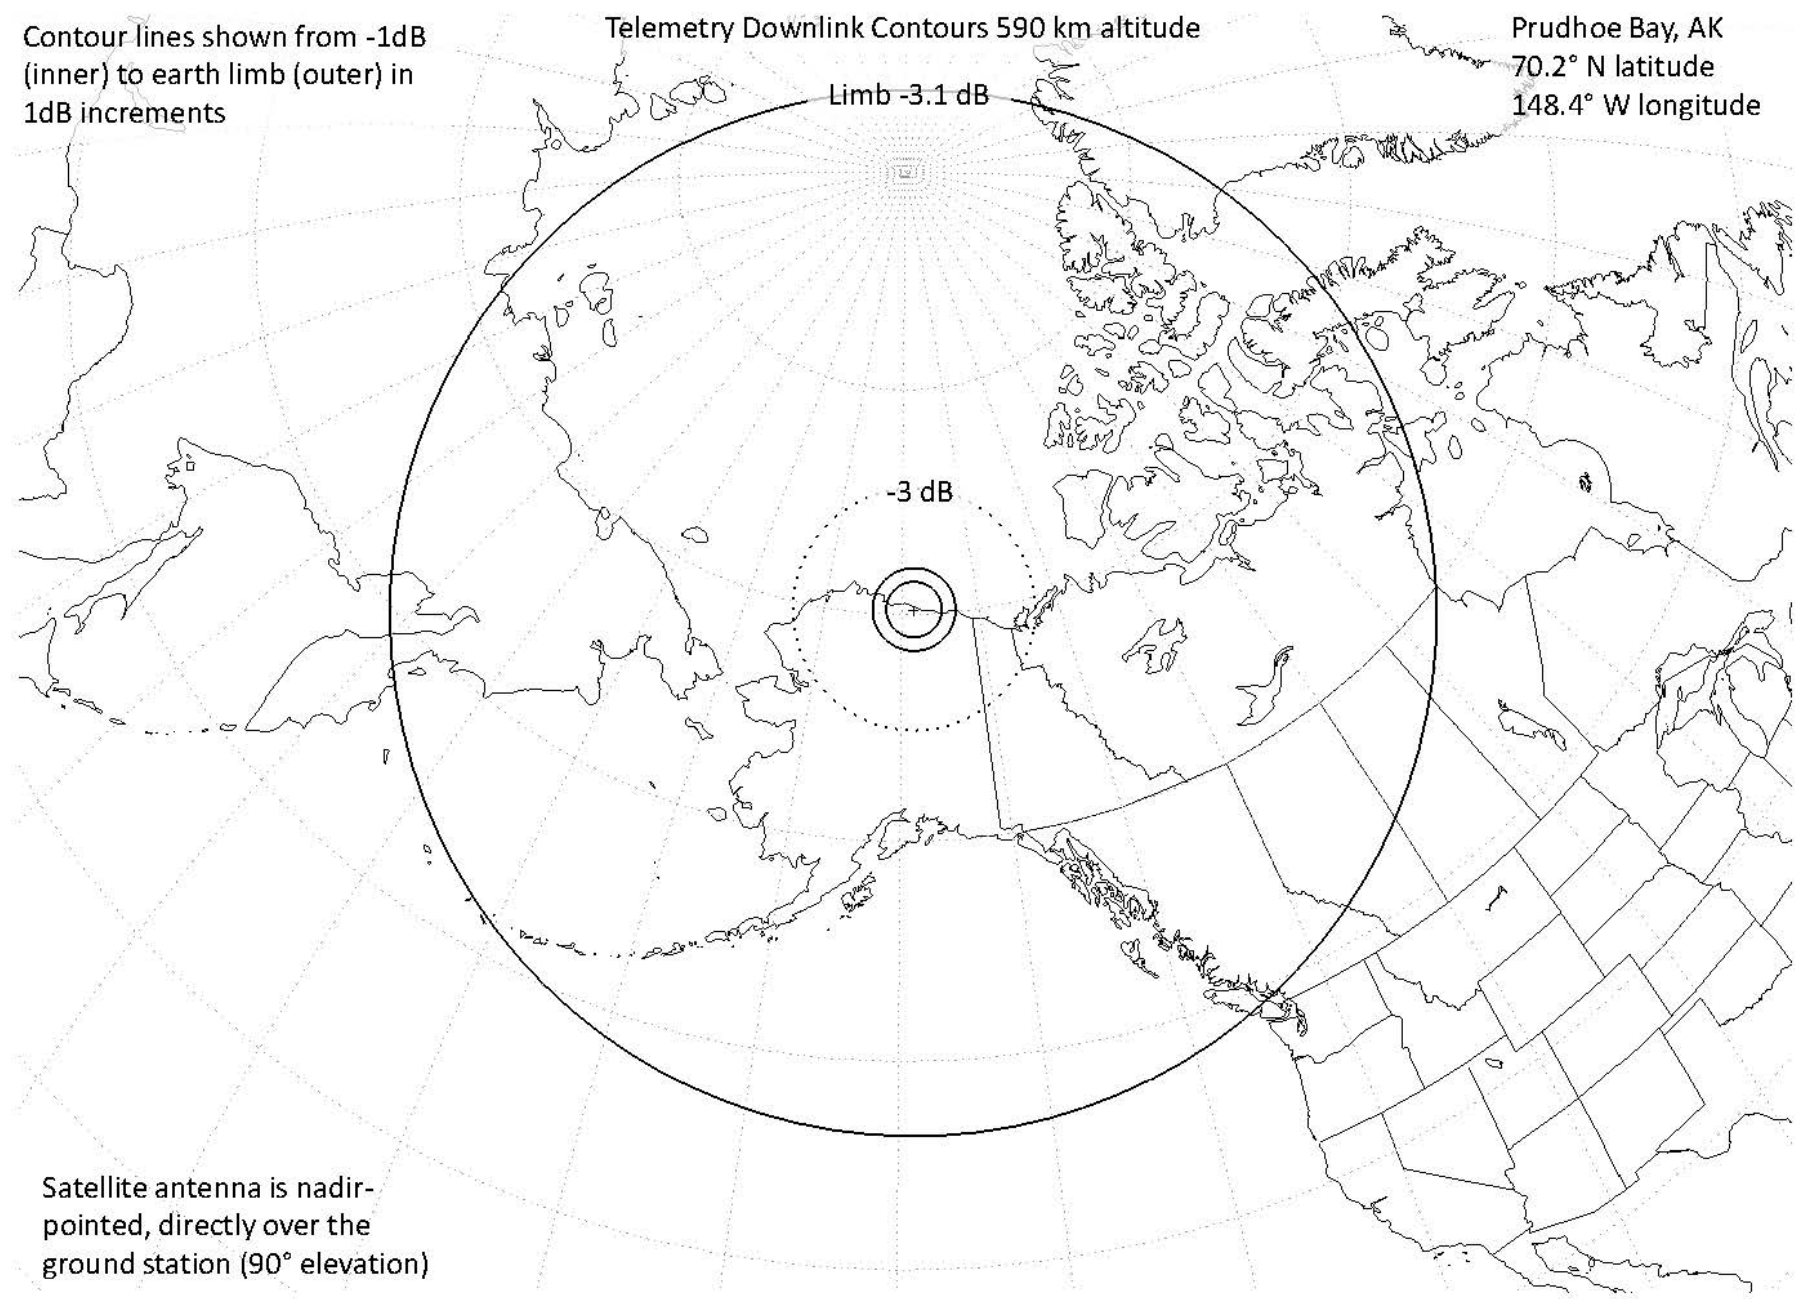 Contour lines shown from -1dB
(inner) to earth limb (outer) in
1dB increments
Telemetry Downlink Contours 590 km altitude
Prudhoe Bay, AK
70.2° N latitude
148.4° W longitude
Limb -3.1 dB
-3 dB
Satellite antenna is nadir-
pointed, directly over the
ground station (90° elevation)